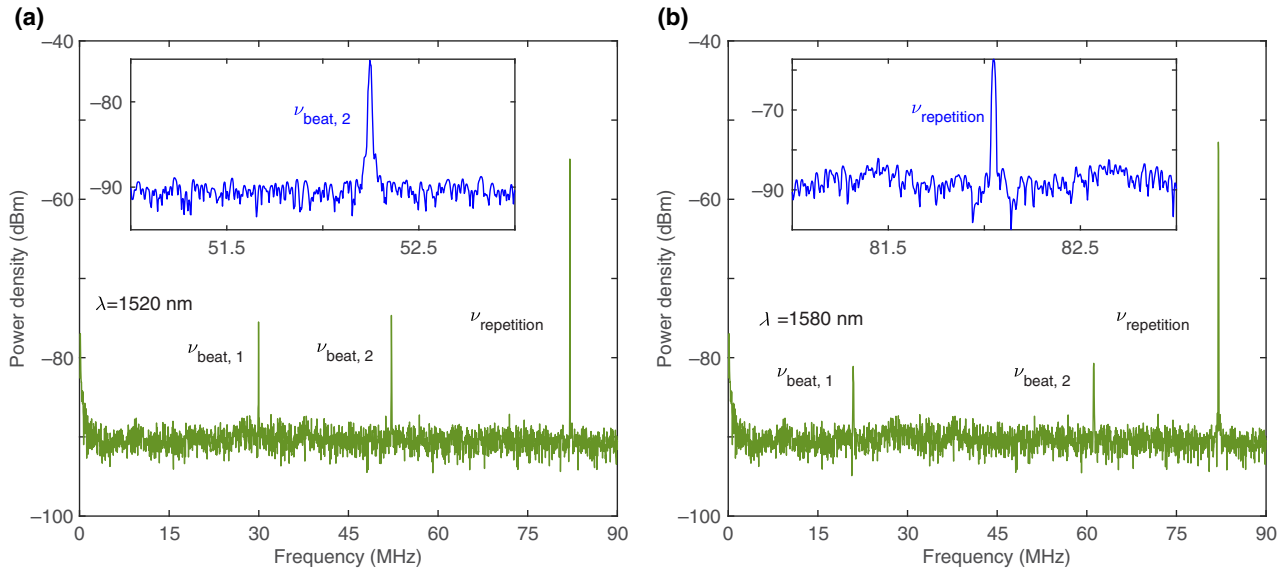 (a)
−40
−60
−80
−100
Power density (dBm)
0
15
30
45
60
75
90
Frequency (MHz)
−80
−90
51.5
52.5
νbeat, 2
λ=1520 nm
νbeat, 1
νbeat, 2
νrepetition
(b)
−40
−60
−80
−100
Power density (dBm)
0
15
30
45
60
75
90
Frequency (MHz)
−70
−90
81.5
82.5
νrepetition
λ =1580 nm
νbeat, 1
νbeat, 2
νrepetition